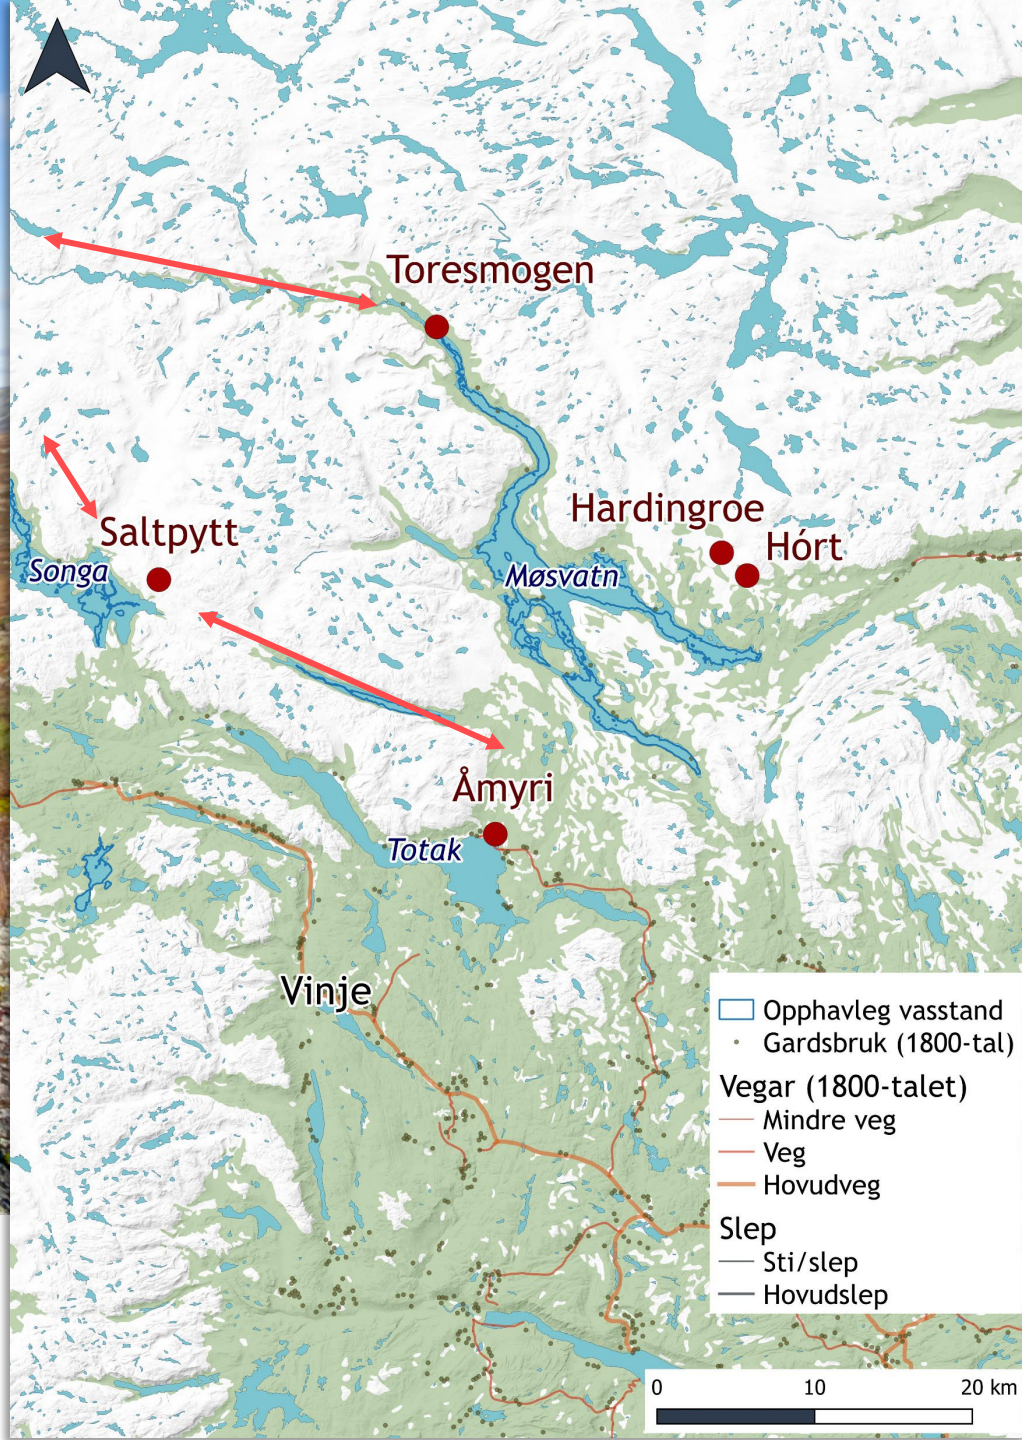 Toresmogen
Hardingroe
Hórt
Saltpytt
Songa
Møsvatn
Åmyri
Totak
Vinje
Opphavleg vasstand
Gardsbruk (1800-tal)
Vegar (1800-talet)
Mindre veg
Veg
Hovudveg
Slep
Sti/slep
Hovudslep
0 10 20 km